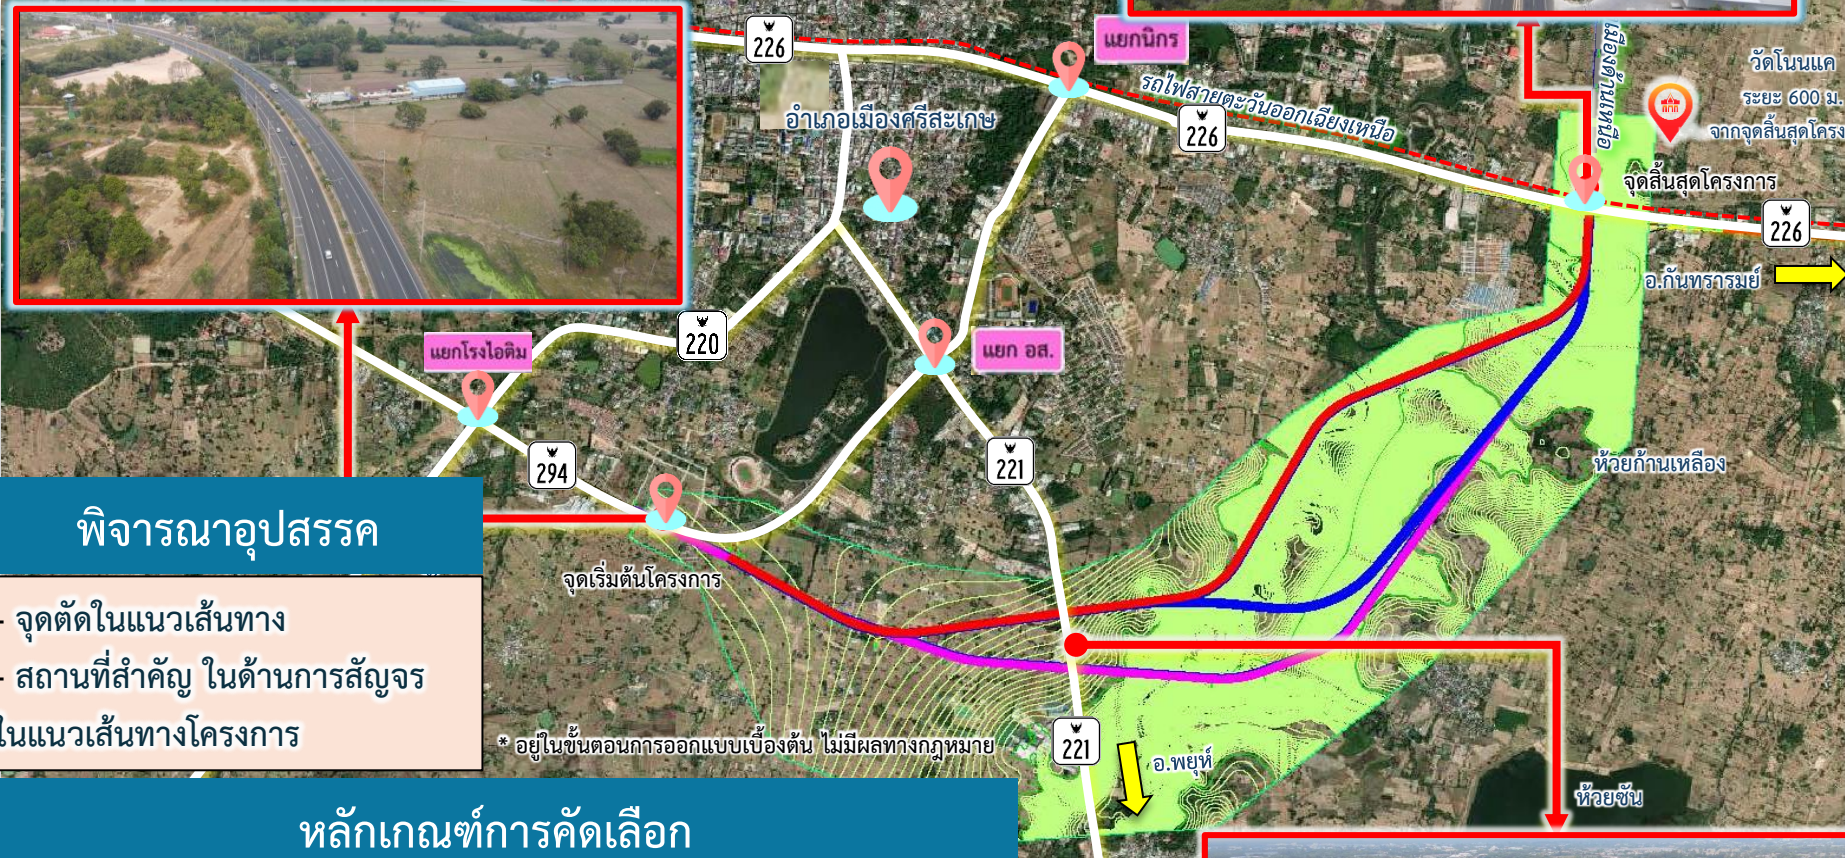 226
แยกนิกร
เมืองด้านเหนือ
วัดโนนแค
ระยะ 600 ม.
จากจุดสิ้นสุดโครง
รถไฟสายตะวันออกเฉียงเหนือ
อำเภอเมืองศรีสะเกษ
226
จุดสิ้นสุดโครงการ
226
อ.กันทรารมย์
220
แยกโรงไอติม
แยก อส.
294
221
ห้วยก้านเหลือง
พิจารณาอุปสรรค
จุดเริ่มต้นโครงการ
- จุดตัดในแนวเส้นทาง
- สถานที่สำคัญ ในด้านการสัญจร
ในแนวเส้นทางโครงการ
* อยู่ในขั้นตอนการออกแบบเบื้องต้น ไม่มีผลทางกฎหมาย
221
อ.พยุห์
ห้วยซัน
หลักเกณฑ์การคัดเลือก